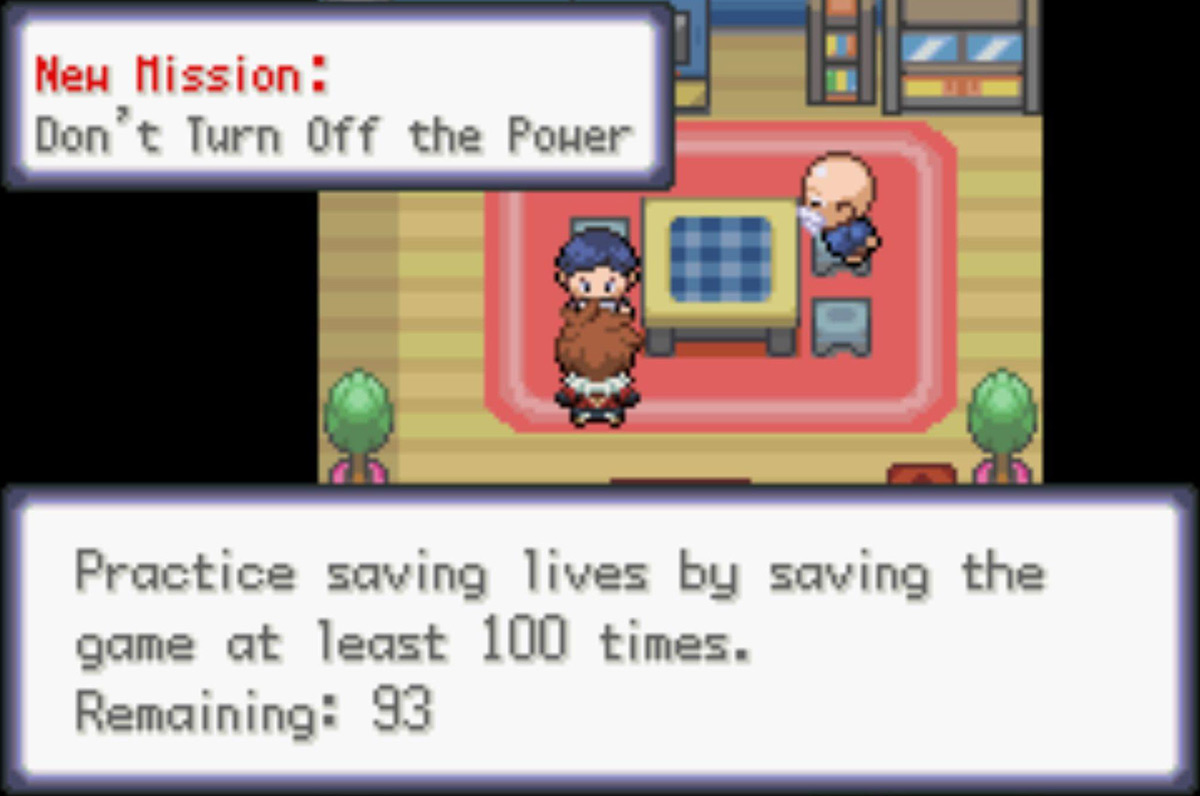 New Mission:
Don't Turn Off the Power
Practice saving lives by saving the
game at least 100 times.
Remaining: 93